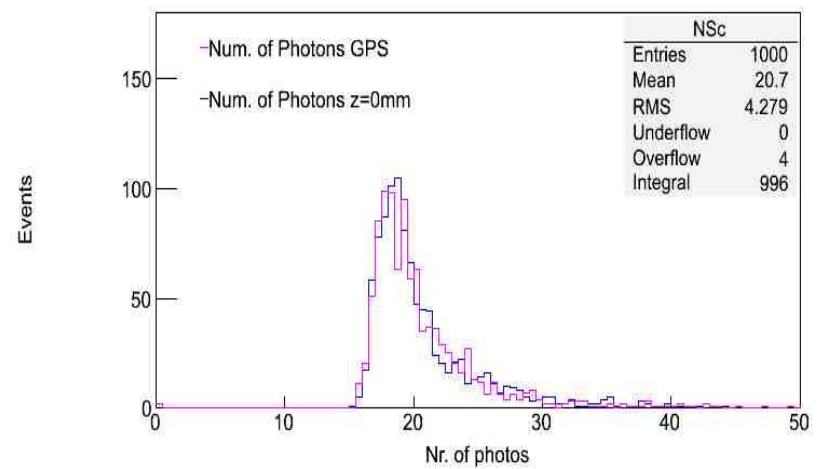 NSc
Entries 1000
Mean 20.7
RMS 4.279
Underflow 0
Overflow 4
Integral 996
Num. of Photons GPS
Num. of Photons z=0mm
150
100
50
0
Events
0 10 20 30 40 50
Nr. of photos